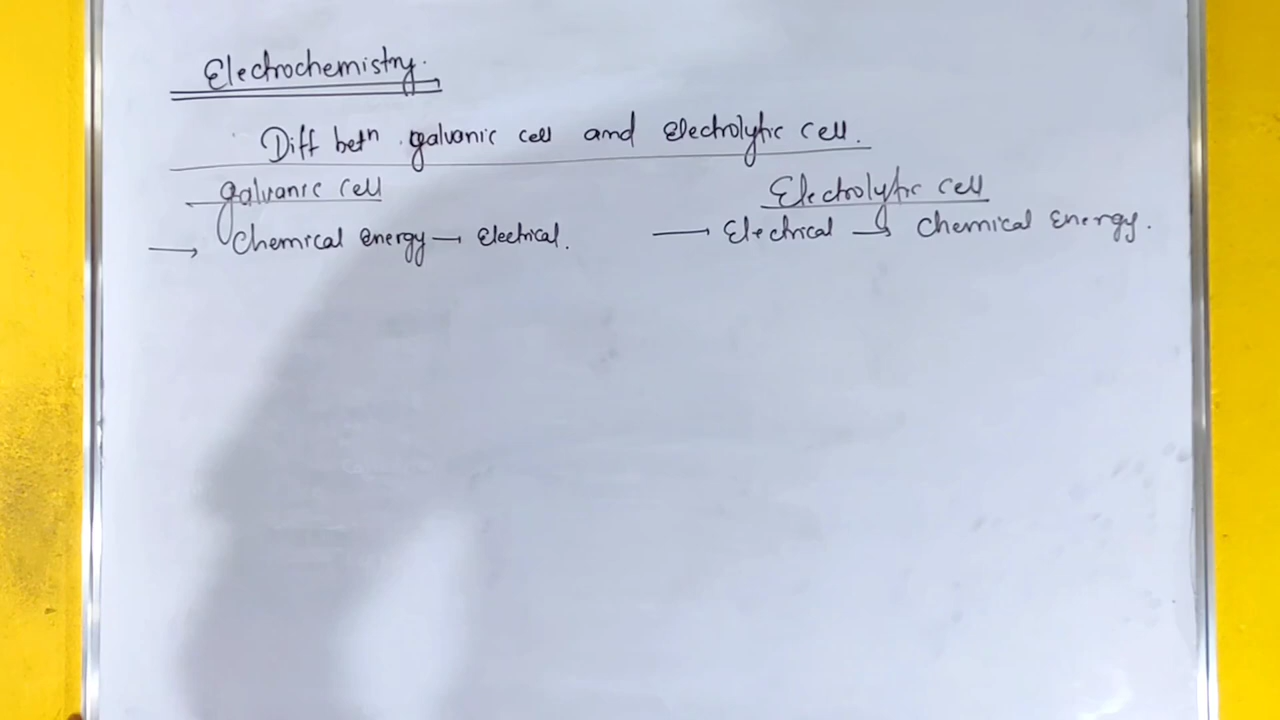 Electrochemistry.
Diff betn galvanic cell and Electrolytic cell.
galvanic cell
Electrolytic cell
→ Chemical energy → Electrical.
→ Electrical → Chemical Energy.